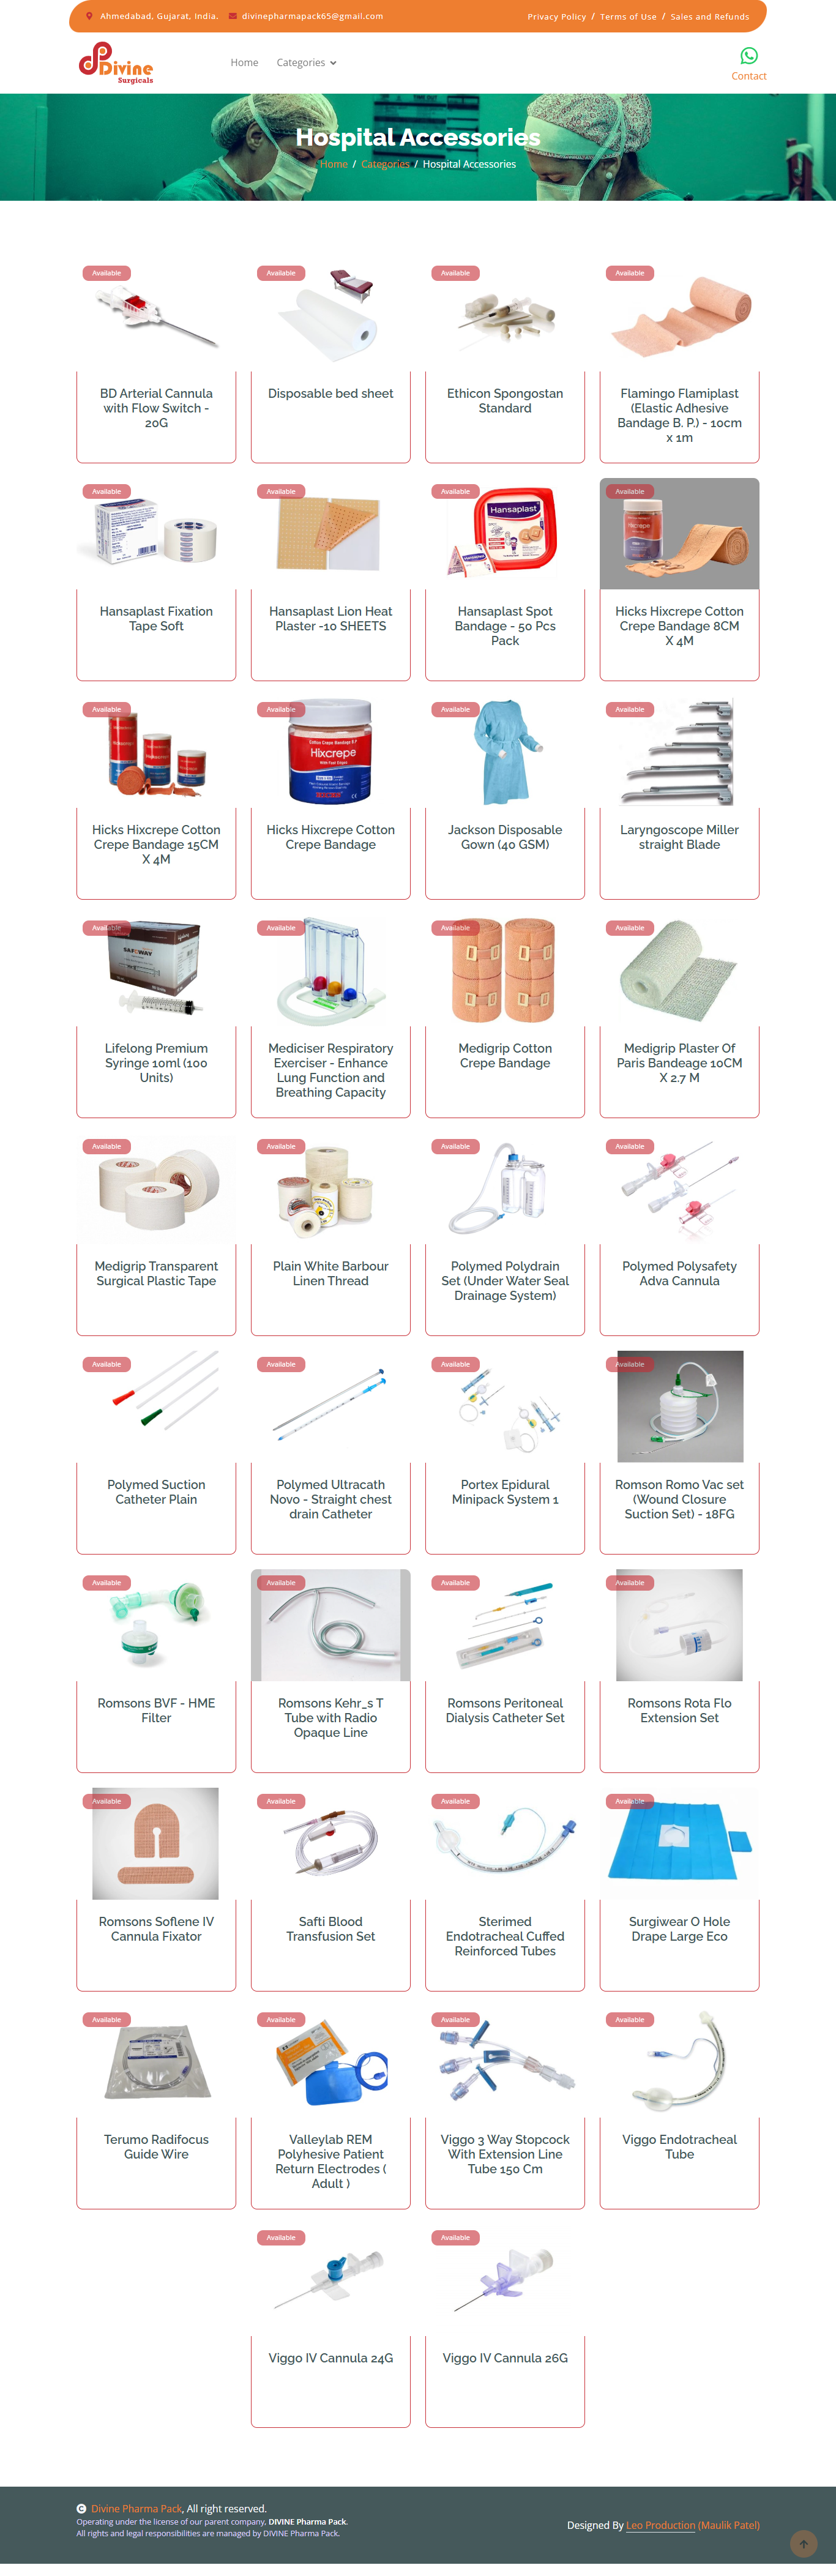 Ahmedabad, Gujarat, India. divinepharmapack65@gmail.com Privacy Policy / Terms of Use / Sales and Refunds
Divine
Surgicals
Home Categories
Contact
Hospital Accessories
Home / Categories / Hospital Accessories
Available Available Available Available
BD Arterial Cannula with Flow Switch - 20G
Disposable bed sheet
Ethicon Spongostan Standard
Flamingo Flamiplast (Elastic Adhesive Bandage B. P.) - 10cm x 1m
Available Available Available Available
Hansaplast
Hixcrepe
Hansaplast Fixation Tape Soft
Hansaplast Lion Heat Plaster -10 SHEETS
Hansaplast Spot Bandage - 50 Pcs Pack
Hicks Hixcrepe Cotton Crepe Bandage 8CM X 4M
Available Available Available Available
Cotton Crepe Bandage B.P.
Hixcrepe
Hicks Hixcrepe Cotton Crepe Bandage 15CM X 4M
Hicks Hixcrepe Cotton Crepe Bandage
Jackson Disposable Gown (40 GSM)
Laryngoscope Miller straight Blade
Available Available Available Available
SAFEWAY
Lifelong Premium Syringe 10ml (100 Units)
Mediciser Respiratory Exerciser - Enhance Lung Function and Breathing Capacity
Medigrip Cotton Crepe Bandage
Medigrip Plaster Of Paris Bandeage 10CM X 2.7 M
Available Available Available Available
Medigrip Transparent Surgical Plastic Tape
Plain White Barbour Linen Thread
Polymed Polydrain Set (Under Water Seal Drainage System)
Polymed Polysafety Adva Cannula
Available Available Available Available
Polymed Suction Catheter Plain
Polymed Ultracath Novo - Straight chest drain Catheter
Portex Epidural Minipack System 1
Romson Romo Vac set (Wound Closure Suction Set) - 18FG
Available Available Available Available
Romsons BVF - HME Filter
Romsons Kehr_s T Tube with Radio Opaque Line
Romsons Peritoneal Dialysis Catheter Set
Romsons Rota Flo Extension Set
Available Available Available Available
Romsons Soflene IV Cannula Fixator
Safti Blood Transfusion Set
Sterimed Endotracheal Cuffed Reinforced Tubes
Surgiwear O Hole Drape Large Eco
Available Available Available Available
Terumo Radifocus Guide Wire
Valleylab REM Polyhesive Patient Return Electrodes ( Adult )
Viggo 3 Way Stopcock With Extension Line Tube 150 Cm
Viggo Endotracheal Tube
Available Available
Viggo IV Cannula 24G
Viggo IV Cannula 26G
Divine Pharma Pack, All right reserved.
Operating under the license of our parent company, DIVINE Pharma Pack.
All rights and legal responsibilities are managed by DIVINE Pharma Pack.
Designed By Leo Production (Maulik Patel)